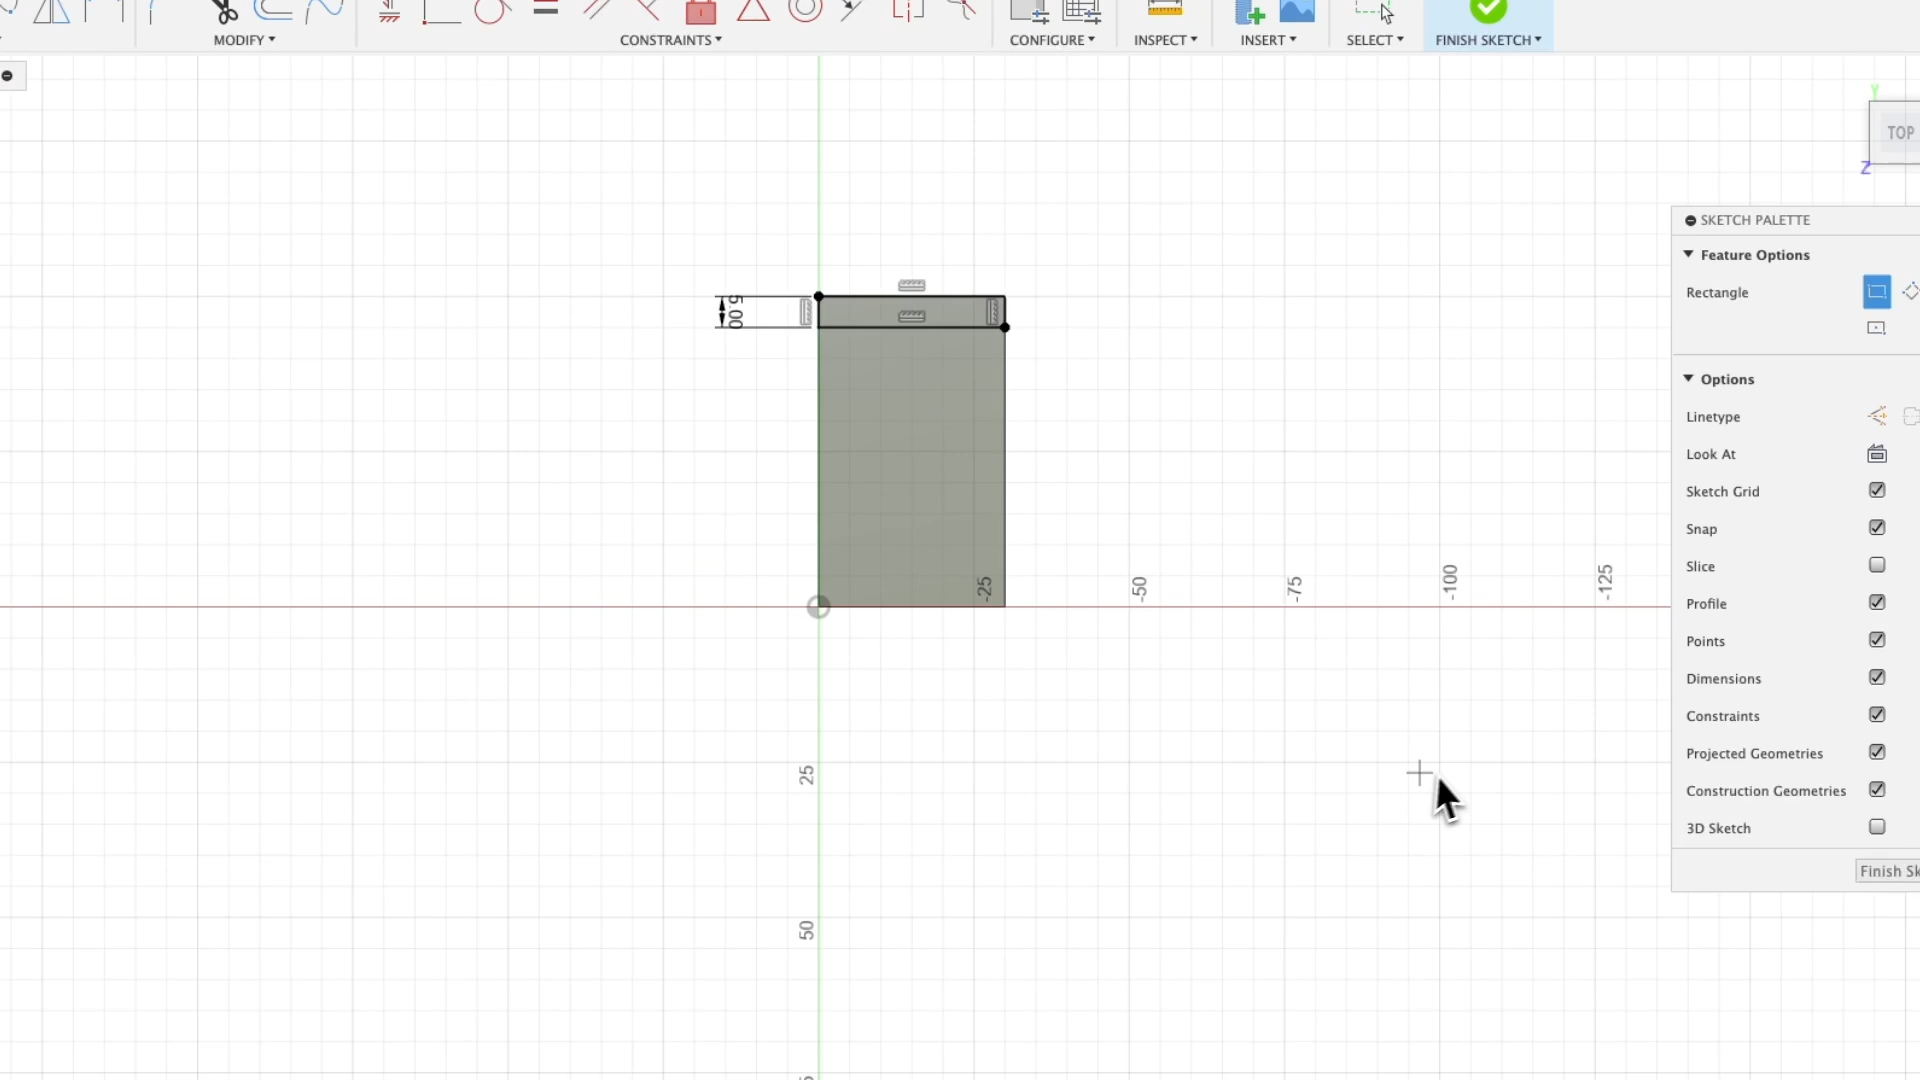 MODIFY
CONSTRAINTS
CONFIGURE
INSPECT
INSERT
SELECT
FINISH SKETCH
Y
TOP
Z
SKETCH PALETTE
Feature Options
Rectangle
Options
Linetype
Look At
Sketch Grid
Snap
Slice
Profile
Points
Dimensions
Constraints
Projected Geometries
Construction Geometries
3D Sketch
Finish Sk
5.00
-25
-50
-75
-100
-125
25
50